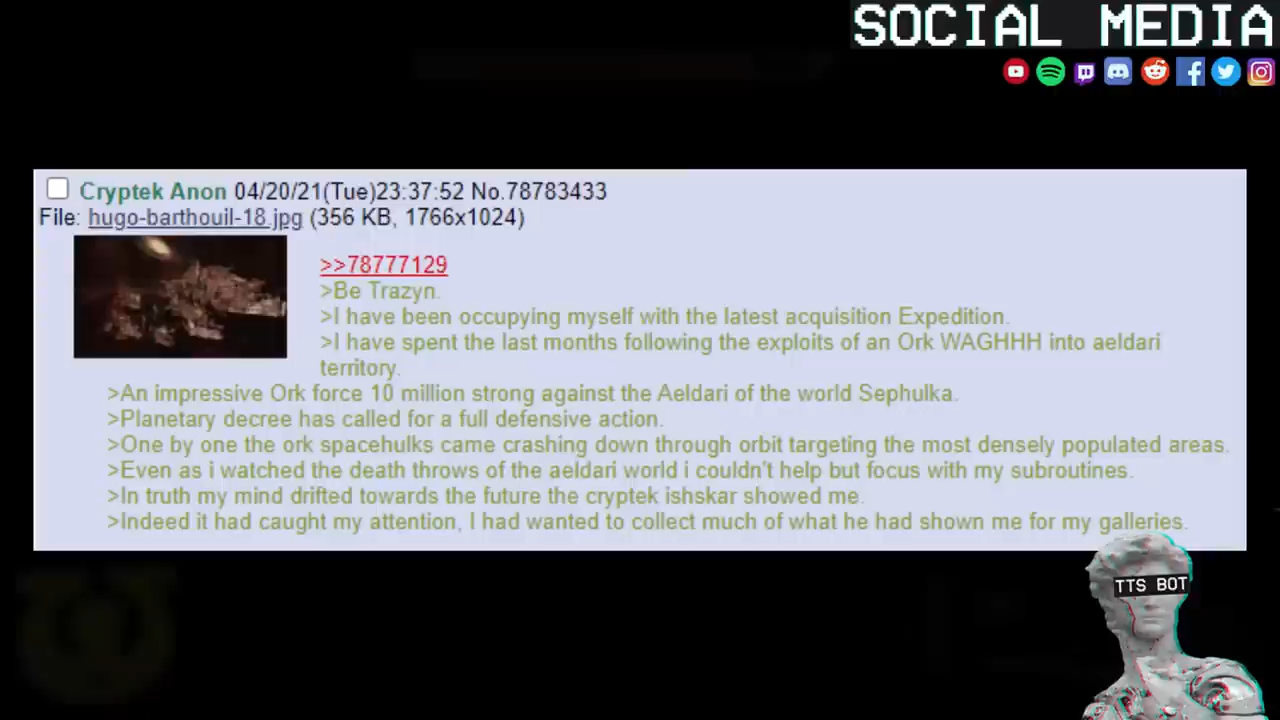 SOCIAL MEDIA
Cryptek Anon 04/20/21(Tue)23:37:52 No.78783433
File: hugo-barthouil-18.jpg (356 KB, 1766x1024)
>>78777129
>Be Trazyn.
>I have been occupying myself with the latest acquisition Expedition.
>I have spent the last months following the exploits of an Ork WAGHHH into aeldari
territory.
>An impressive Ork force 10 million strong against the Aeldari of the world Sephulka.
>Planetary decree has called for a full defensive action.
>One by one the ork spacehulks came crashing down through orbit targeting the most densely populated areas.
>Even as i watched the death throws of the aeldari world i couldn't help but focus with my subroutines.
>In truth my mind drifted towards the future the cryptek ishskar showed me.
>Indeed it had caught my attention, I had wanted to collect much of what he had shown me for my galleries.
TTS BOT